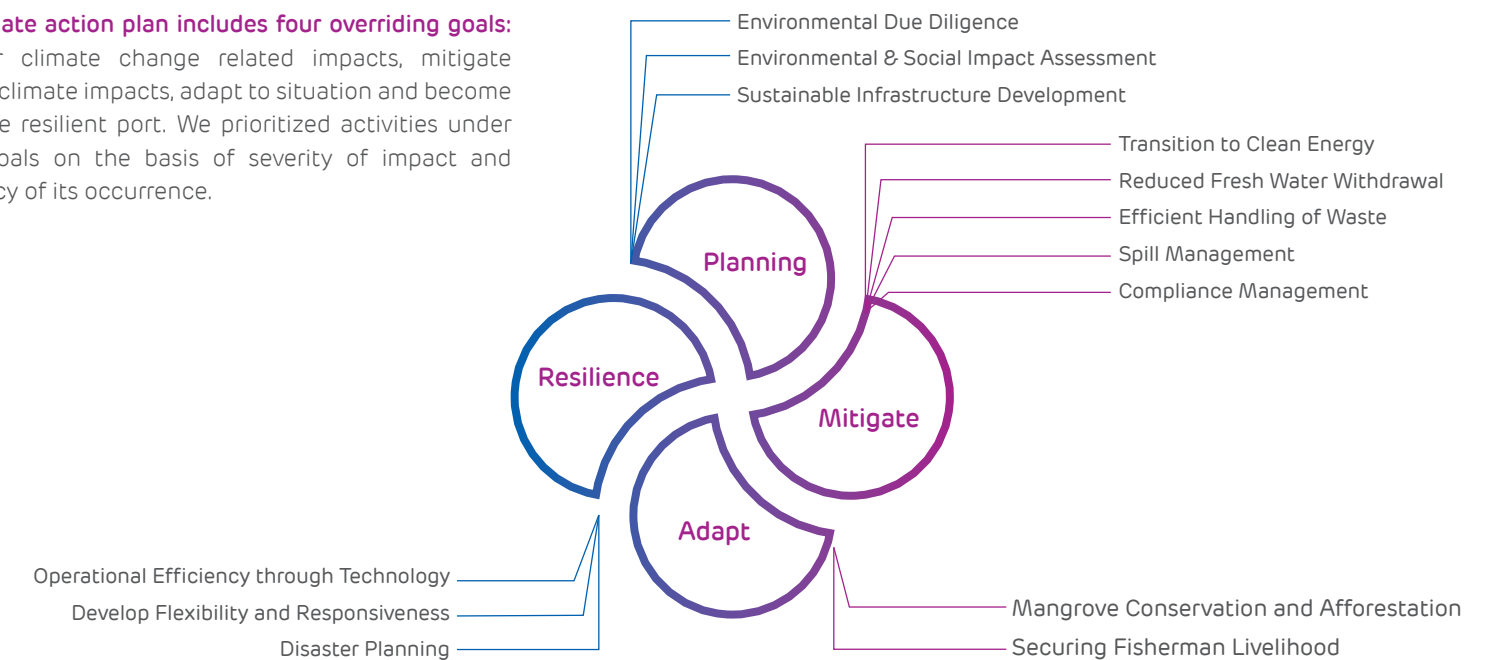 ate action plan includes four overriding goals:
climate change related impacts, mitigate
climate impacts, adapt to situation and become
e resilient port. We prioritized activities under
oals on the basis of severity of impact and
cy of its occurrence.
Environmental Due Diligence
Environmental & Social Impact Assessment
Sustainable Infrastructure Development
Transition to Clean Energy
Reduced Fresh Water Withdrawal
Efficient Handling of Waste
Spill Management
Compliance Management
Planning
Resilience
Mitigate
Adapt
Operational Efficiency through Technology
Develop Flexibility and Responsiveness
Disaster Planning
Mangrove Conservation and Afforestation
Securing Fisherman Livelihood